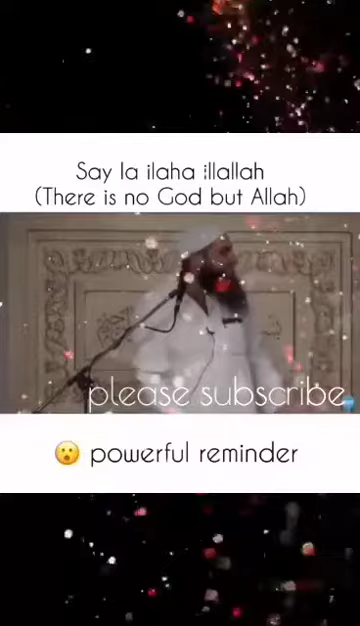 Say la ilaha illallah
(There is no God but Allah)
please subscribe
😮 powerful reminder